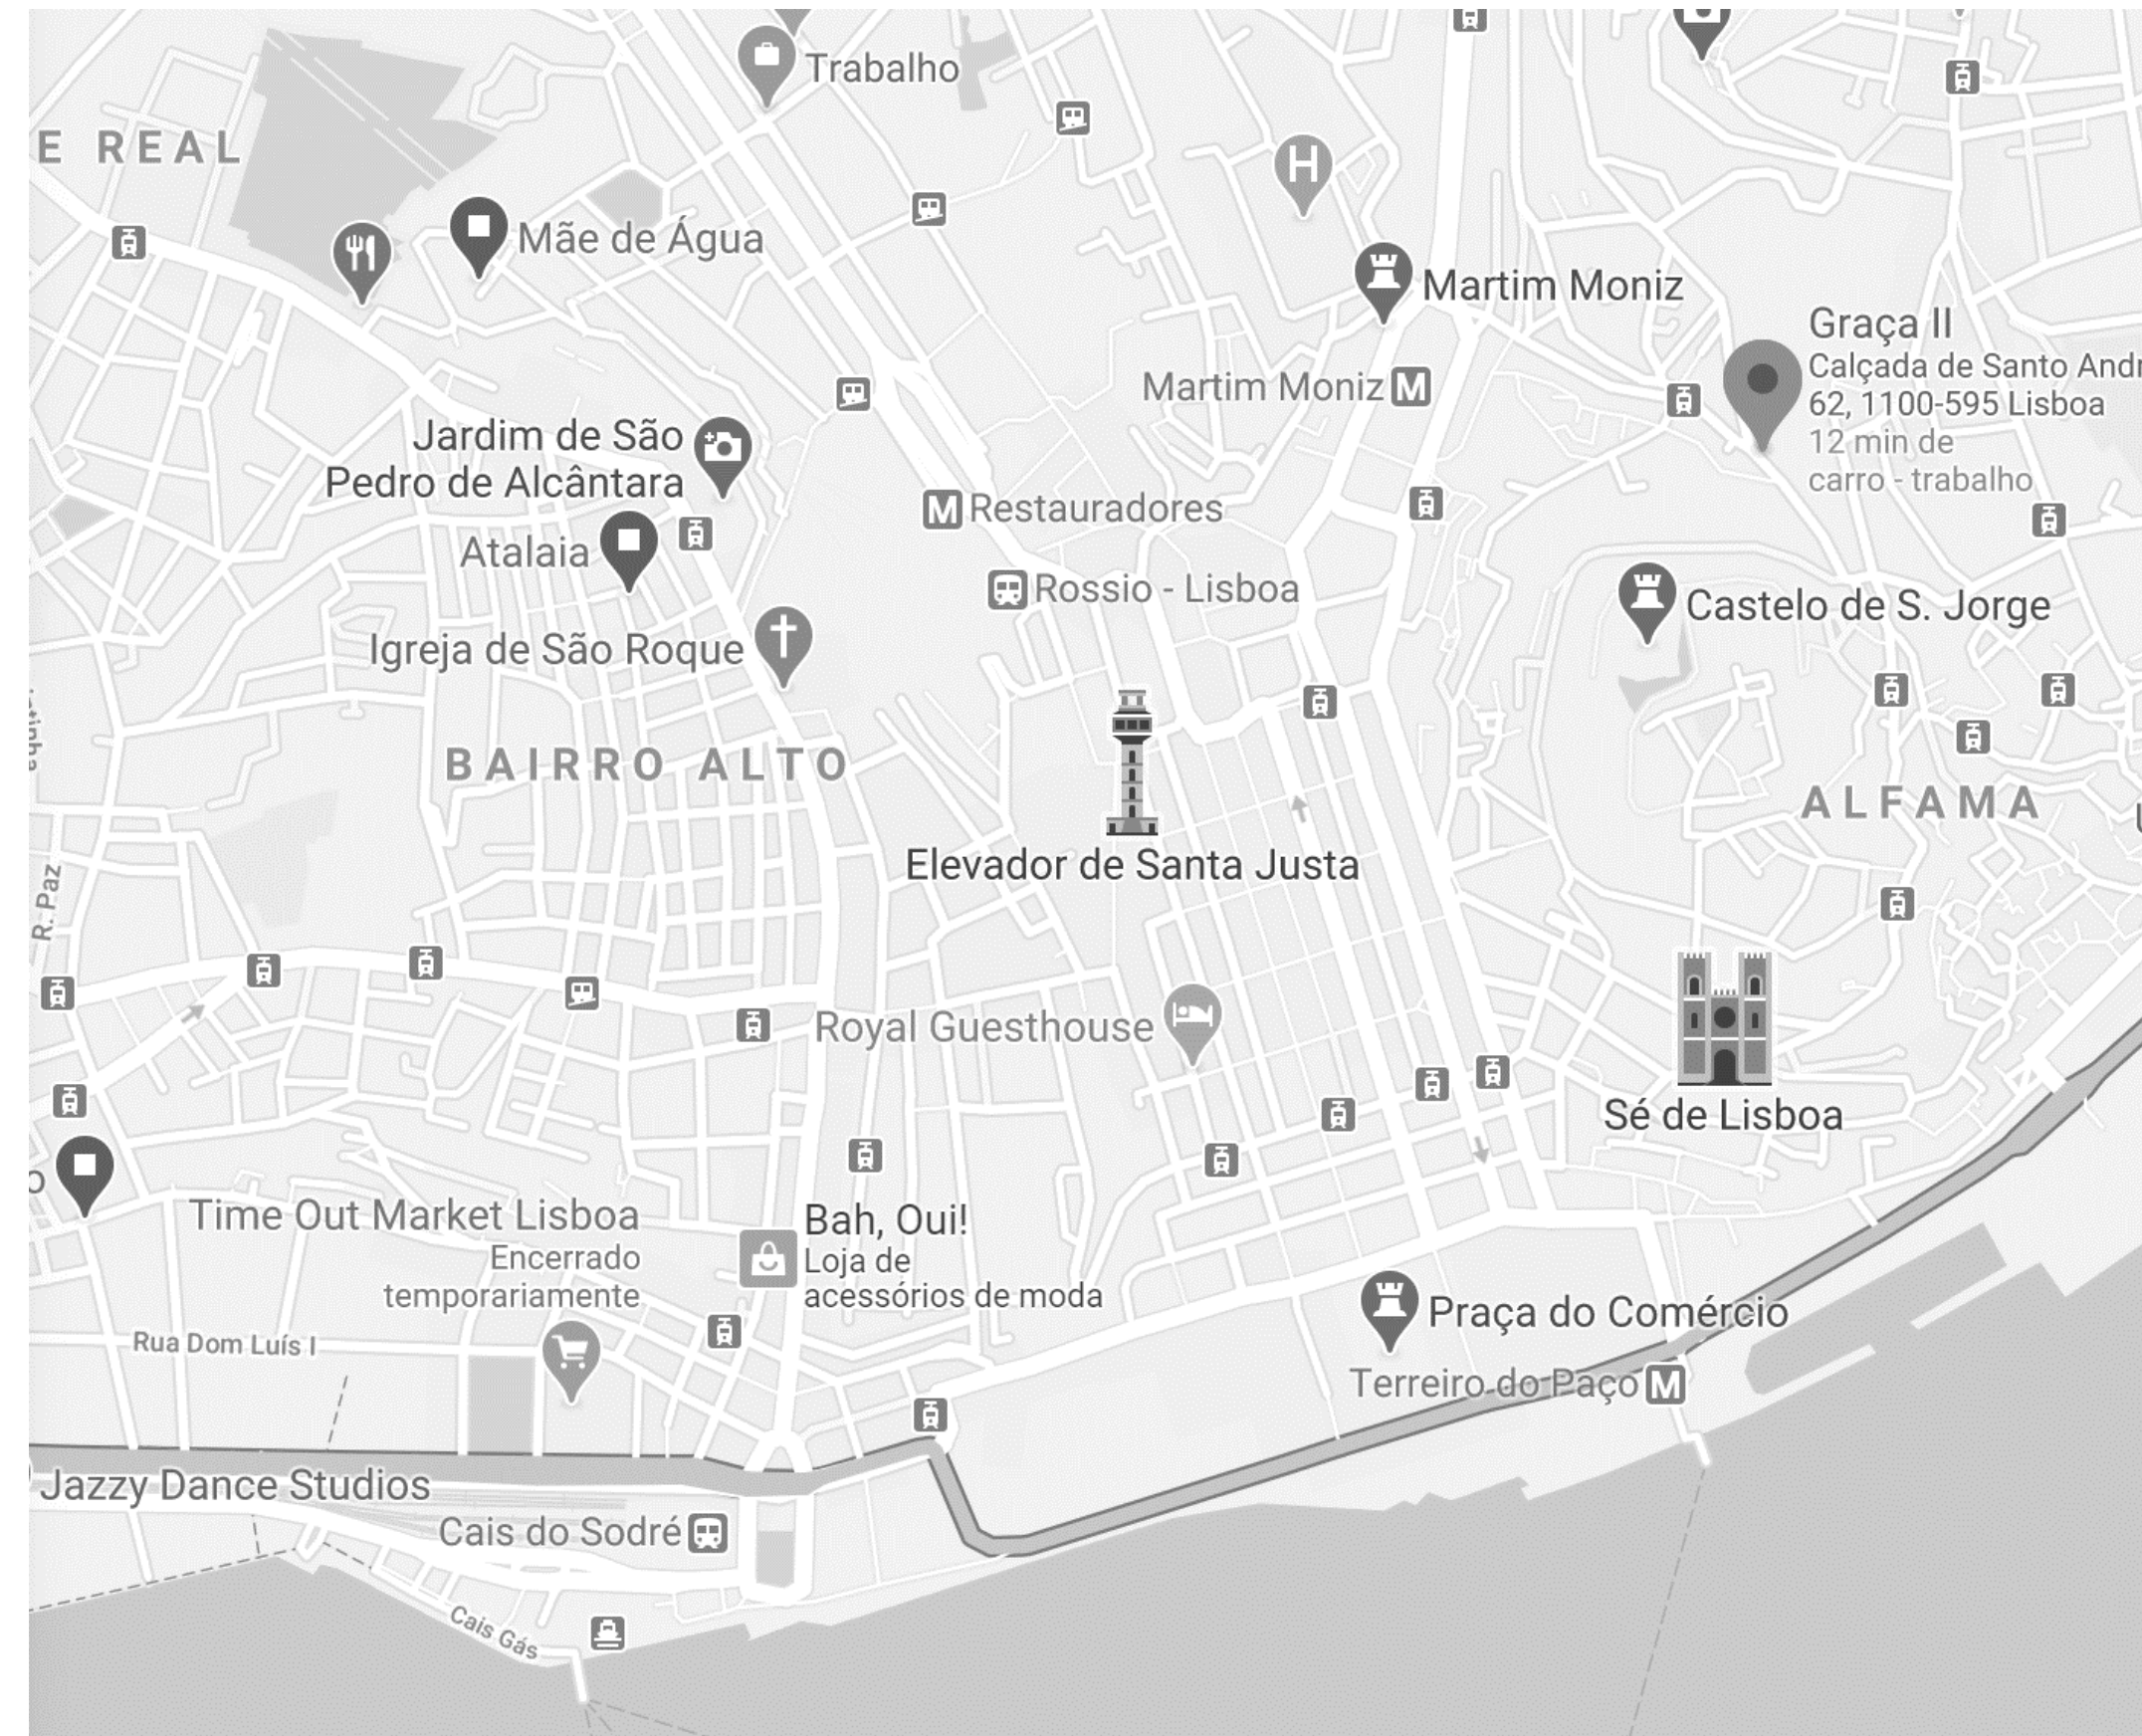 Trabalho
E REAL
H
Mãe de Água
Martim Moniz
Graça II
Calçada de Santo Andr
62, 1100-595 Lisboa
12 min de
carro - trabalho
Martim Moniz M
Jardim de São
Pedro de Alcântara
M Restauradores
Atalaia
Rossio - Lisboa
Castelo de S. Jorge
Igreja de São Roque
BAIRRO ALTO
ALFAMA
Elevador de Santa Justa
R. Paz
Royal Guesthouse
Sé de Lisboa
o
Time Out Market Lisboa
Encerrado
temporariamente
Bah, Oui!
Loja de
acessórios de moda
Praça do Comércio
Rua Dom Luís I
Terreiro do Paço M
Jazzy Dance Studios
Cais do Sodré
Cais Gás